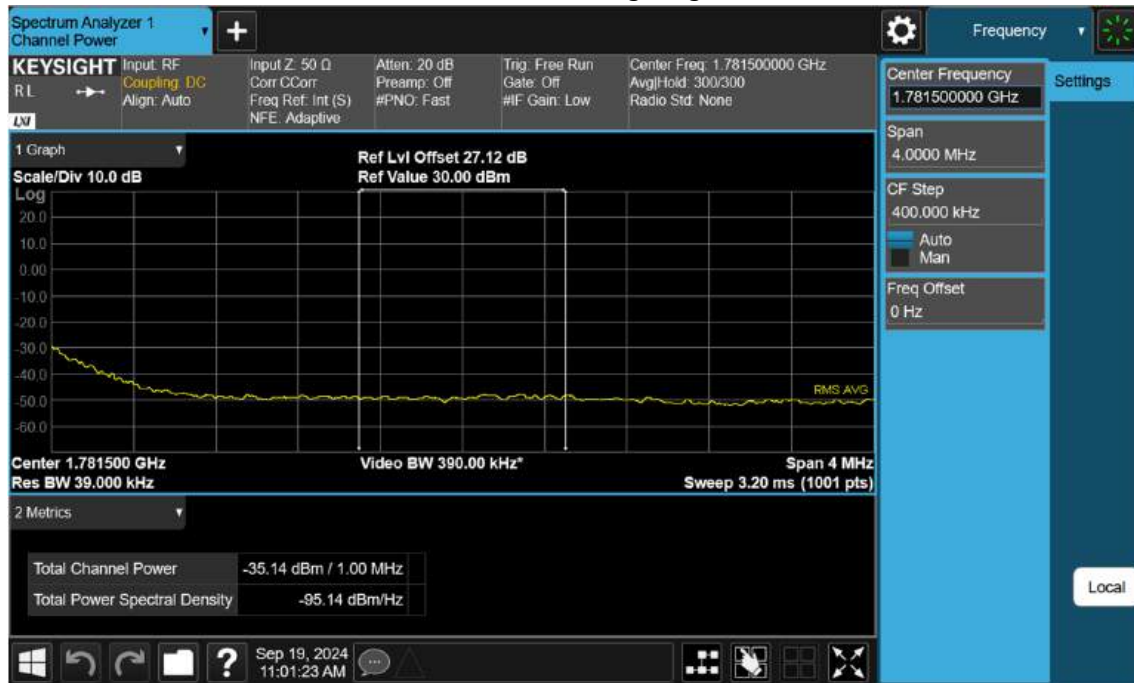 Spectrum Analyzer 1
Channel Power
Frequency
KEYSIGHT
RL
LXI
Input: RF
Coupling: DC
Align: Auto
Input Z: 50 Ω
Corr CCorr
Freq Ref: Int (S)
NFE: Adaptive
Atten: 20 dB
Preamp: Off
#PNO: Fast
Trig: Free Run
Gate: Off
#IF Gain: Low
Center Freq: 1.781500000 GHz
Avg|Hold: 300/300
Radio Std: None
Center Frequency
1.781500000 GHz
Settings
Span
4.0000 MHz
CF Step
400.000 kHz
Auto
Man
Freq Offset
0 Hz
1 Graph
Scale/Div 10.0 dB
Ref Lvl Offset 27.12 dB
Ref Value 30.00 dBm
Log
20.0
10.0
0.00
-10.0
-20.0
-30.0
-40.0
-50.0
-60.0
RMS AVG
Center 1.781500 GHz
Res BW 39.000 kHz
Video BW 390.00 kHz*
Span 4 MHz
Sweep 3.20 ms (1001 pts)
2 Metrics
Total Channel Power -35.14 dBm / 1.00 MHz
Total Power Spectral Density -95.14 dBm/Hz
Local
?
Sep 19, 2024
11:01:23 AM